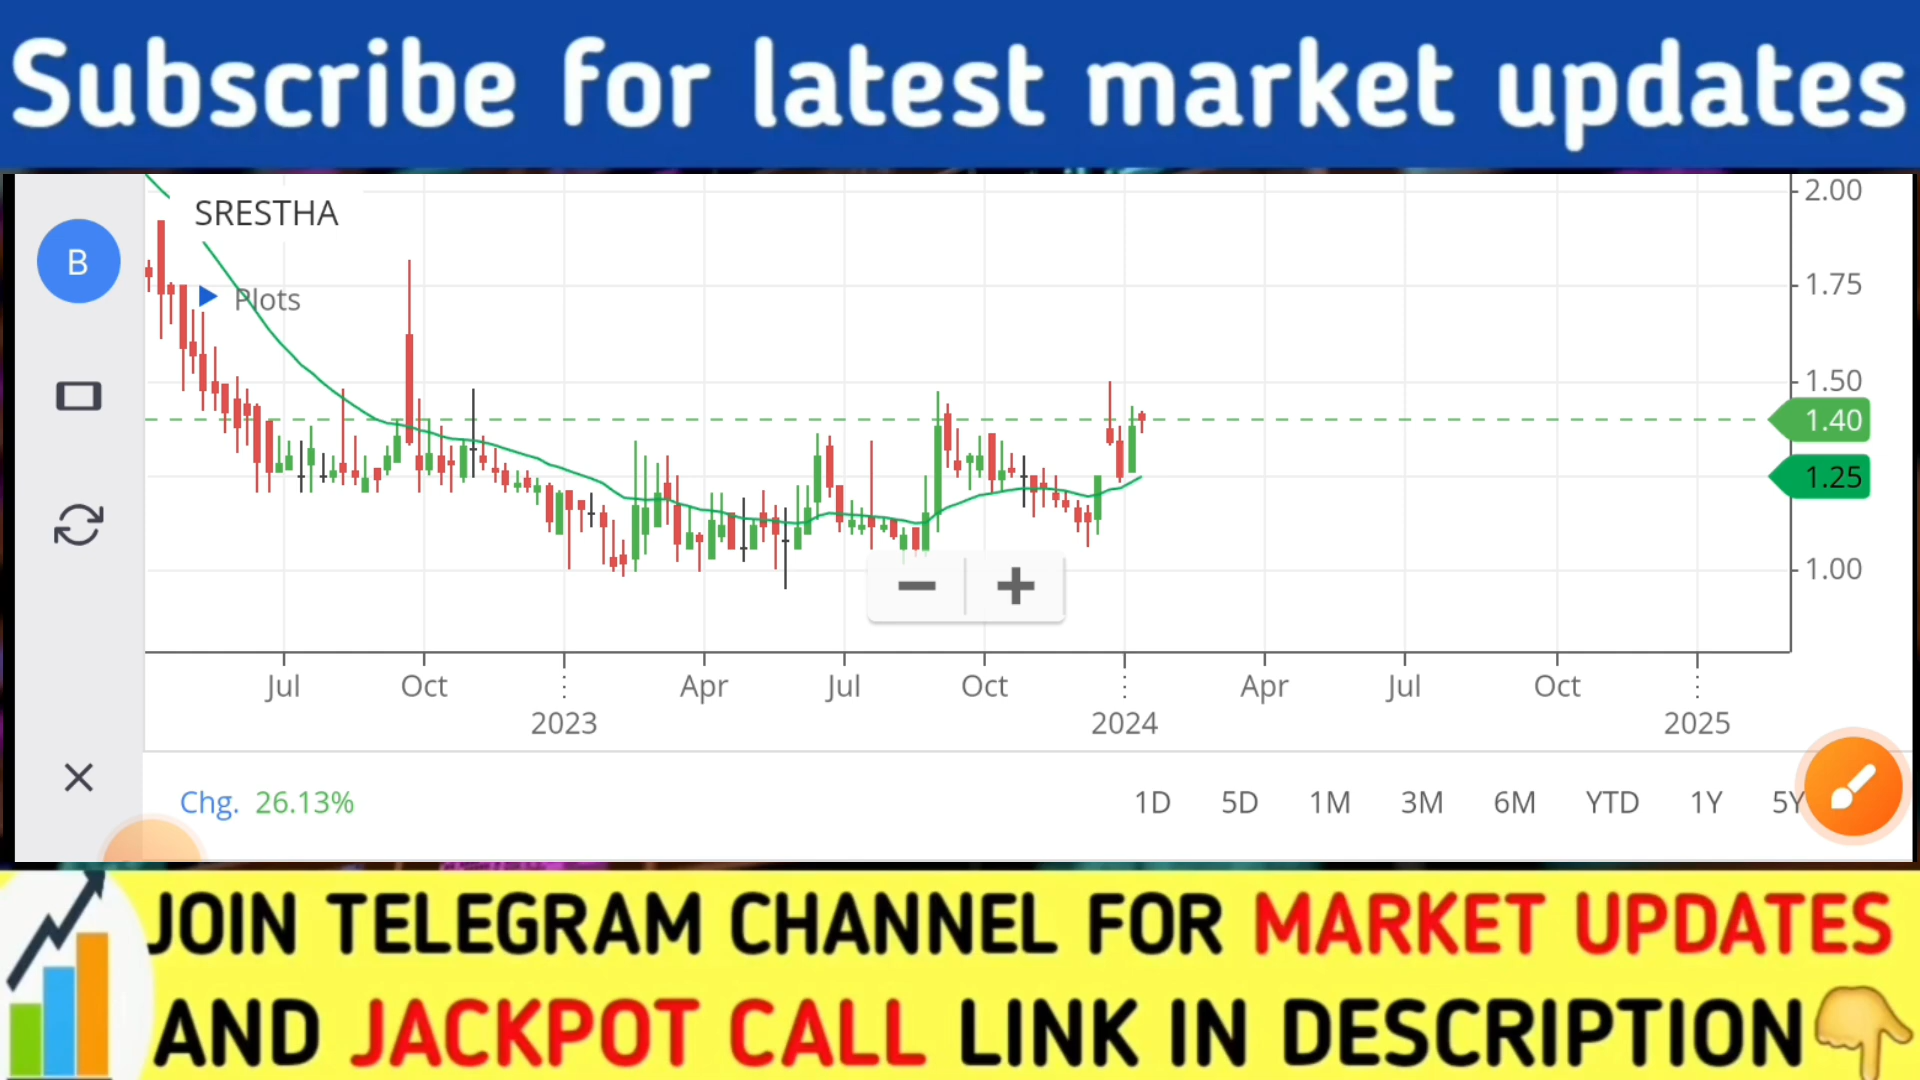 Subscribe for latest market updates
SRESTHA
B
Plots
2.00
1.75
1.50
1.40
1.25
1.00
Jul Oct Apr Jul Oct Apr Jul Oct
2023 2024 2025
Chg. 26.13%
1D 5D 1M 3M 6M YTD 1Y 5Y
JOIN TELEGRAM CHANNEL FOR MARKET UPDATES
AND JACKPOT CALL LINK IN DESCRIPTION